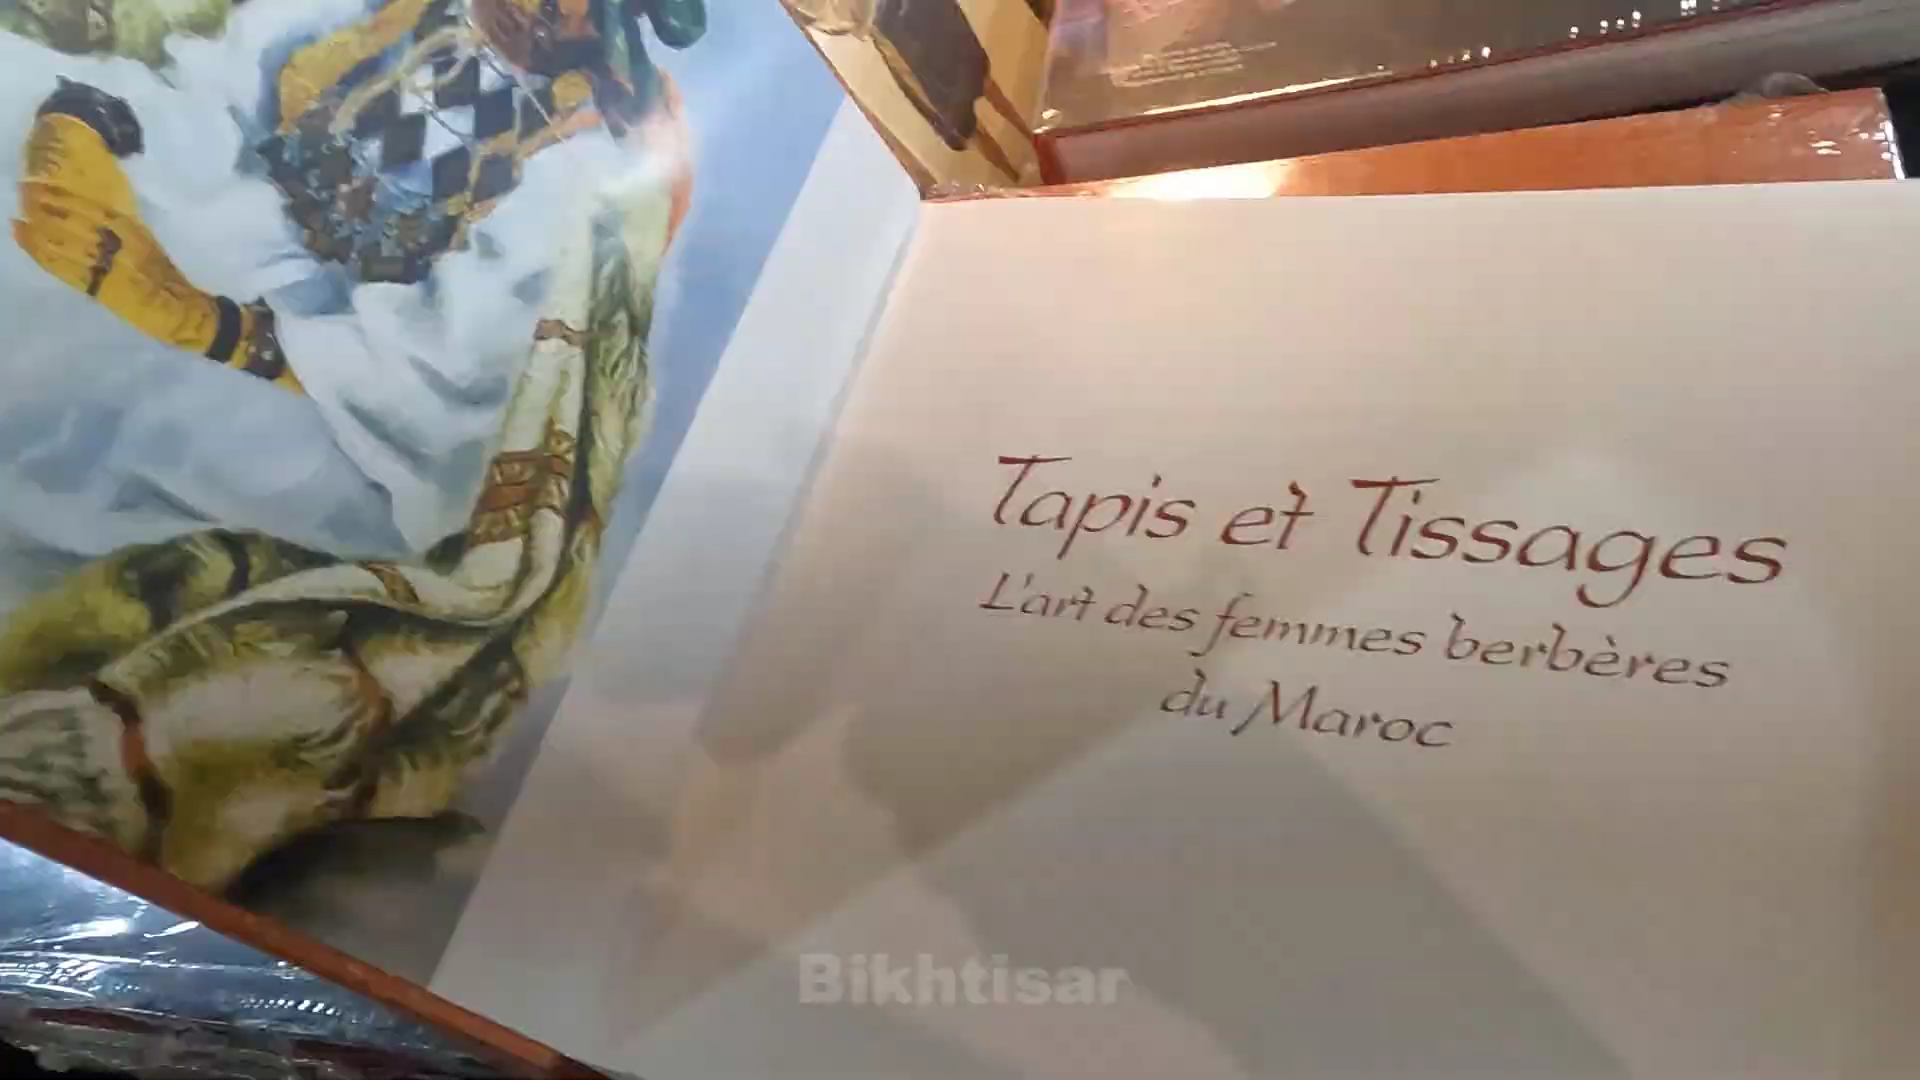 Tapis et Tissages
L'art des femmes berbères
du Maroc
Bikhtisar